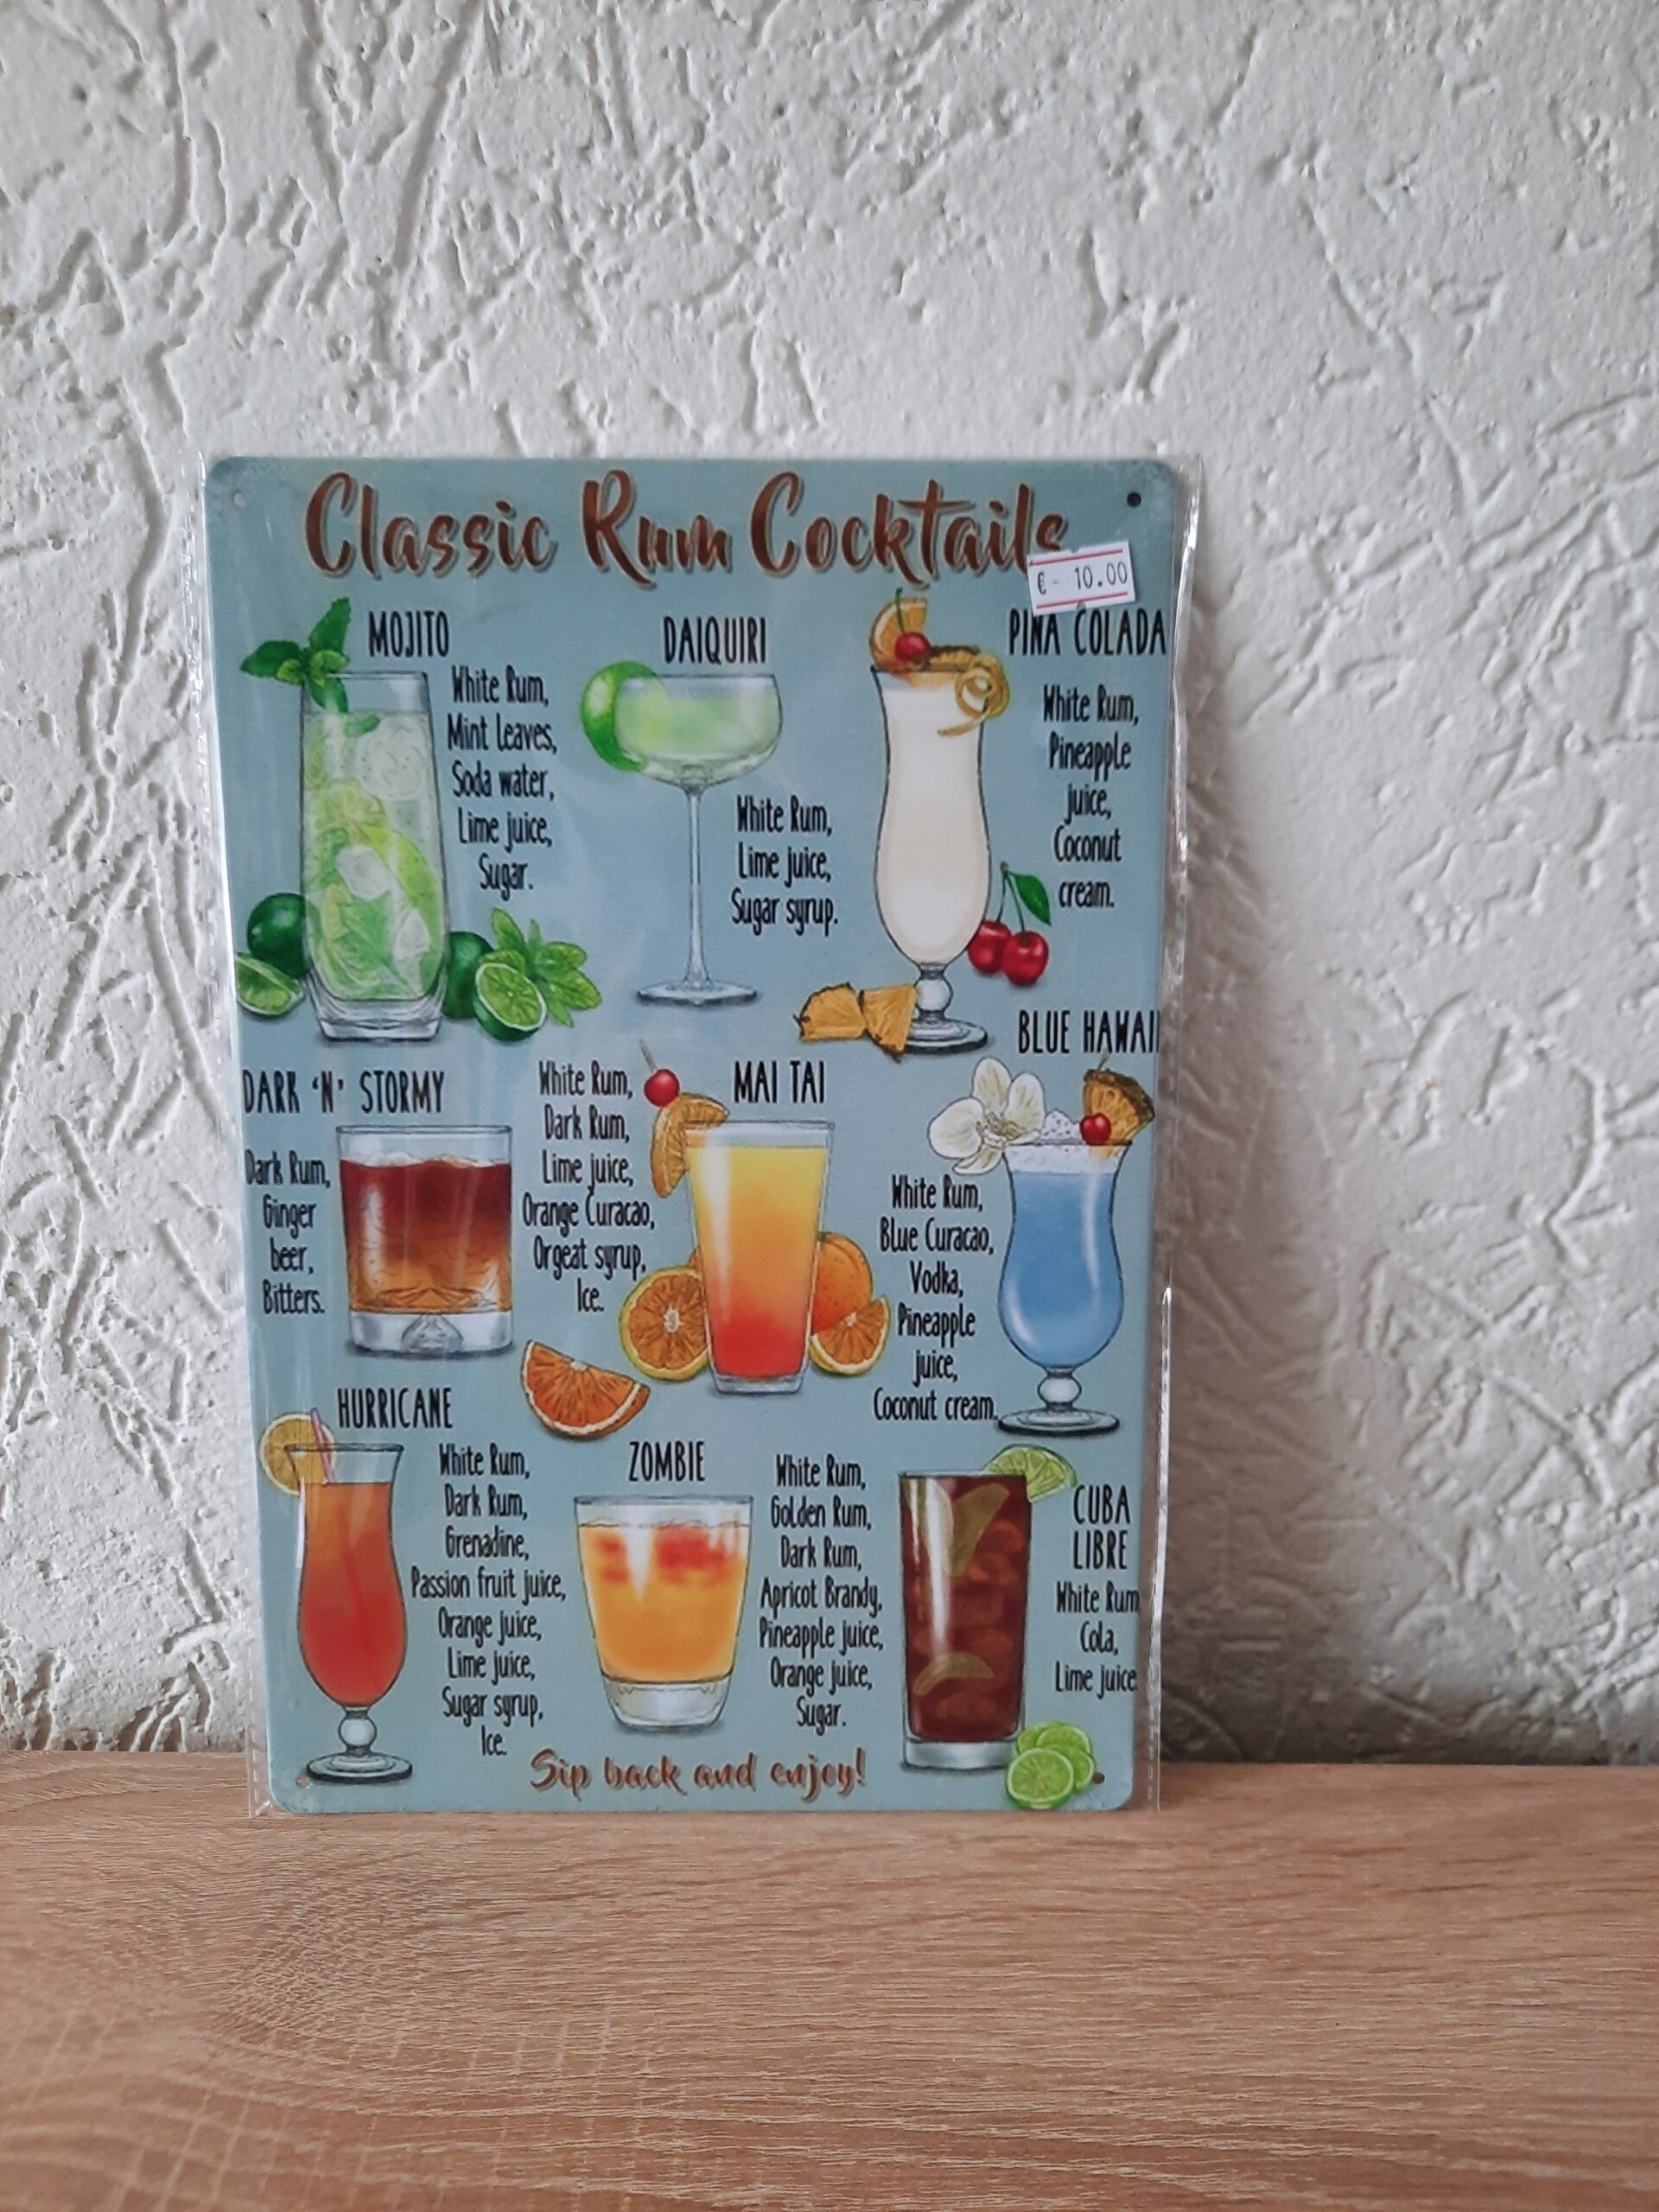 Classic Rum Cocktails
€- 10.00
MOJITO
White Rum,
Mint leaves,
Soda water,
Lime juice,
Sugar.
DAIQUIRI
White Rum,
Lime juice,
Sugar syrup.
PINA COLADA
White Rum,
Pineapple
juice,
Coconut
cream.
DARK 'N' STORMY
Dark Rum,
Ginger
beer,
Bitters.
MAI TAI
White Rum,
Dark Rum,
Lime juice,
Orange Curacao,
Orgeat syrup,
Ice.
BLUE HAWAII
White Rum,
Blue Curacao,
Vodka,
Pineapple
juice,
Coconut cream.
HURRICANE
White Rum,
Dark Rum,
Grenadine,
Passion fruit juice,
Orange juice,
Lime juice,
Sugar syrup,
Ice.
ZOMBIE
White Rum,
Golden Rum,
Dark Rum,
Apricot Brandy,
Pineapple juice,
Orange juice,
Sugar.
CUBA
LIBRE
White Rum
Cola,
Lime juice.
Sip back and enjoy!